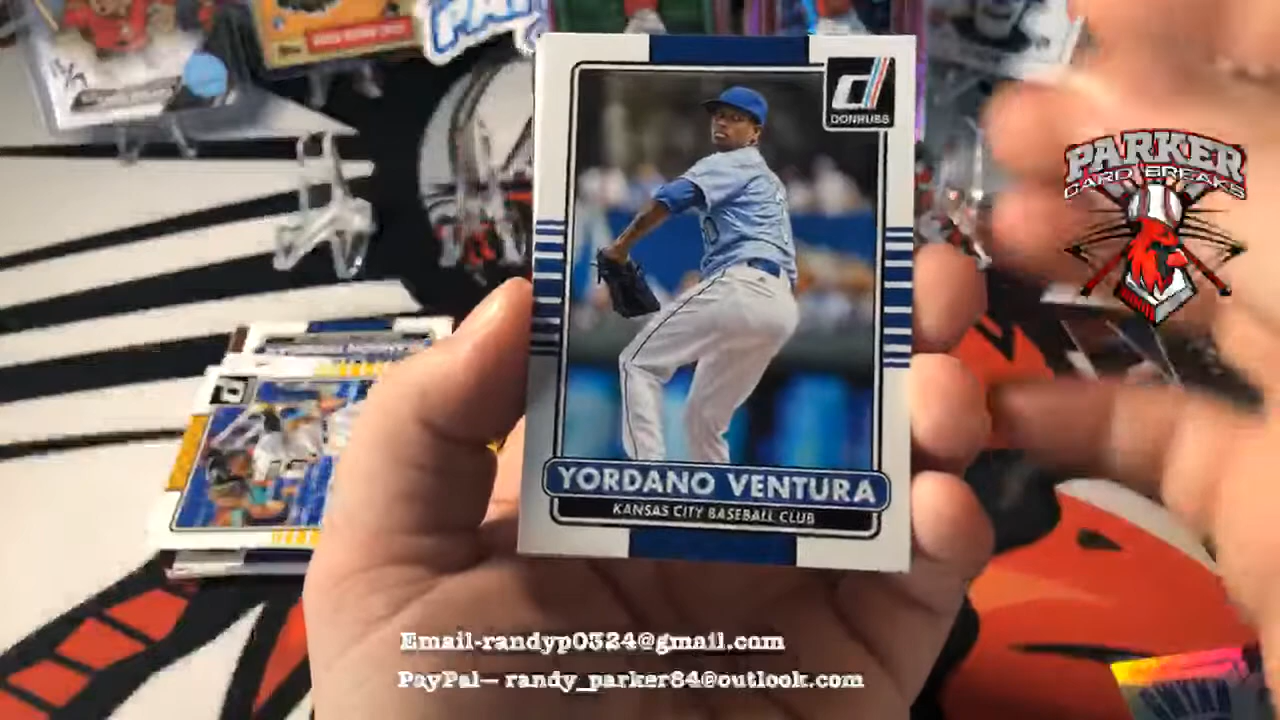 DONRUSS
PARKER
CARD BREAKS
YORDANO VENTURA
KANSAS CITY BASEBALL CLUB
Email-randyp0324@gmail.com
PayPal- randy_parker84@outlook.com